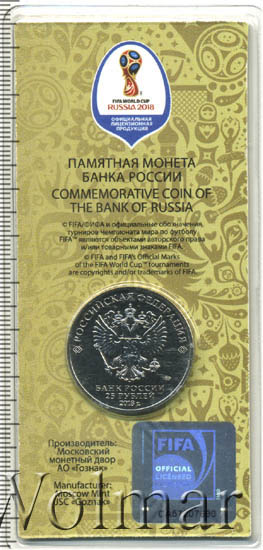 FIFA WORLD CUP
RUSSIA 2018
ОФИЦИАЛЬНАЯ
ЛИЦЕНЗИОННАЯ
ПРОДУКЦИЯ
ПАМЯТНАЯ МОНЕТА
БАНКА РОССИИ
COMMEMORATIVE COIN OF
THE BANK OF RUSSIA
© FIFA/ФИФА и официальные обозначения
турниров Чемпионата мира по футболу
FIFA™ являются объектами авторского права
и/или товарными знаками FIFA.
© FIFA and FIFA's Official Marks
of the FIFA World Cup™ Tournaments
are copyrights and/or trademarks of FIFA.
РОССИЙСКАЯ ФЕДЕРАЦИЯ
БАНК РОССИИ
25 РУБЛЕЙ
2018 г.
Производитель:
Московский
монетный двор
АО «Гознак»
Manufacturer:
Moscow Mint
JSC «Goznak»
FIFA
OFFICIAL
LICENSED
Volmar